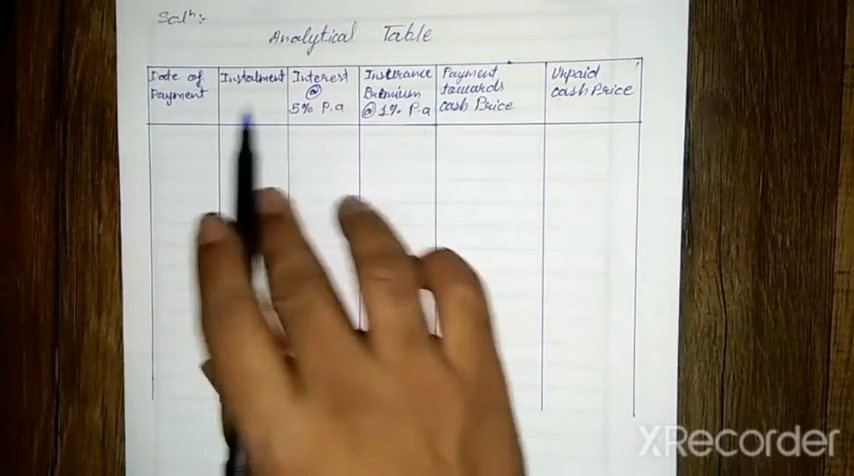 Solⁿ:-
Analytical Table
Date of Payment
Instalment
Interest @ 5% P.a
Insurance Premium @ 1% P.a
Payment towards Cash Price
Unpaid Cash Price
XRecorder